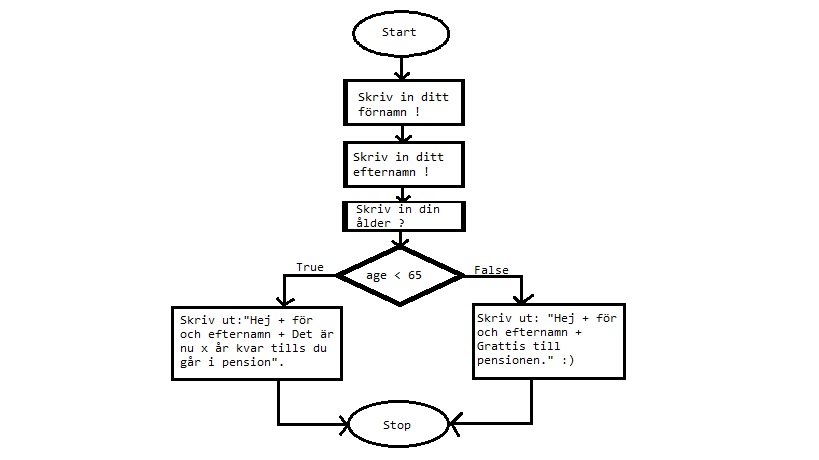 Start
Skriv in ditt
förnamn !
Skriv in ditt
efternamn !
Skriv in din
ålder ?
age < 65
True
False
Skriv ut:"Hej + för
och efternamn + Det är
nu x år kvar tills du
går i pension".
Skriv ut: "Hej + för
och efternamn +
Grattis till
pensionen." :)
Stop